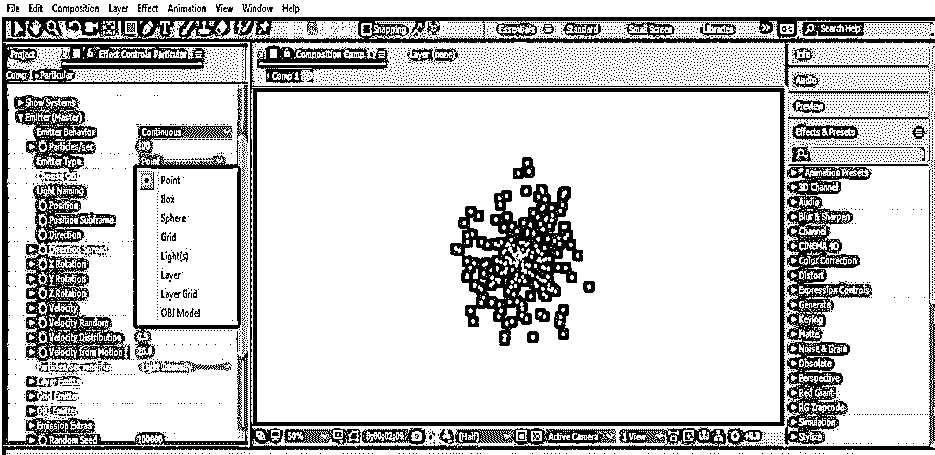 File Edit Composition Layer Effect Animation View Window Help
Snapping
Essentials
Standard
Small Screen
Libraries
Search Help
Project
Effect Controls Particular
Comp 1 Particular
Show Systems
Emitter (Master)
Emitter Behavior Continuous
Particles/sec
Emitter Type Point
Point
Box
Sphere
Grid
Light(s)
Layer
Layer Grid
OBJ Model
Light Naming
Position
Position Subframe
Direction
Direction Spread
X Rotation
Y Rotation
Z Rotation
Velocity
Velocity Random
Velocity Distribution
Velocity from Motion
Layer Emitter
Emission Extras
Random Seed 100000
Composition Comp 1
Layer (none)
Comp 1
50%
(Half)
Active Camera
1 View
Info
Audio
Preview
Effects & Presets
Animation Presets
3D Channel
Audio
Blur & Sharpen
Channel
CINEMA 4D
Color Correction
Distort
Expression Controls
Generate
Keying
Matte
Noise & Grain
Obsolete
Perspective
Red Giant
RG Trapcode
Simulation
Stylize